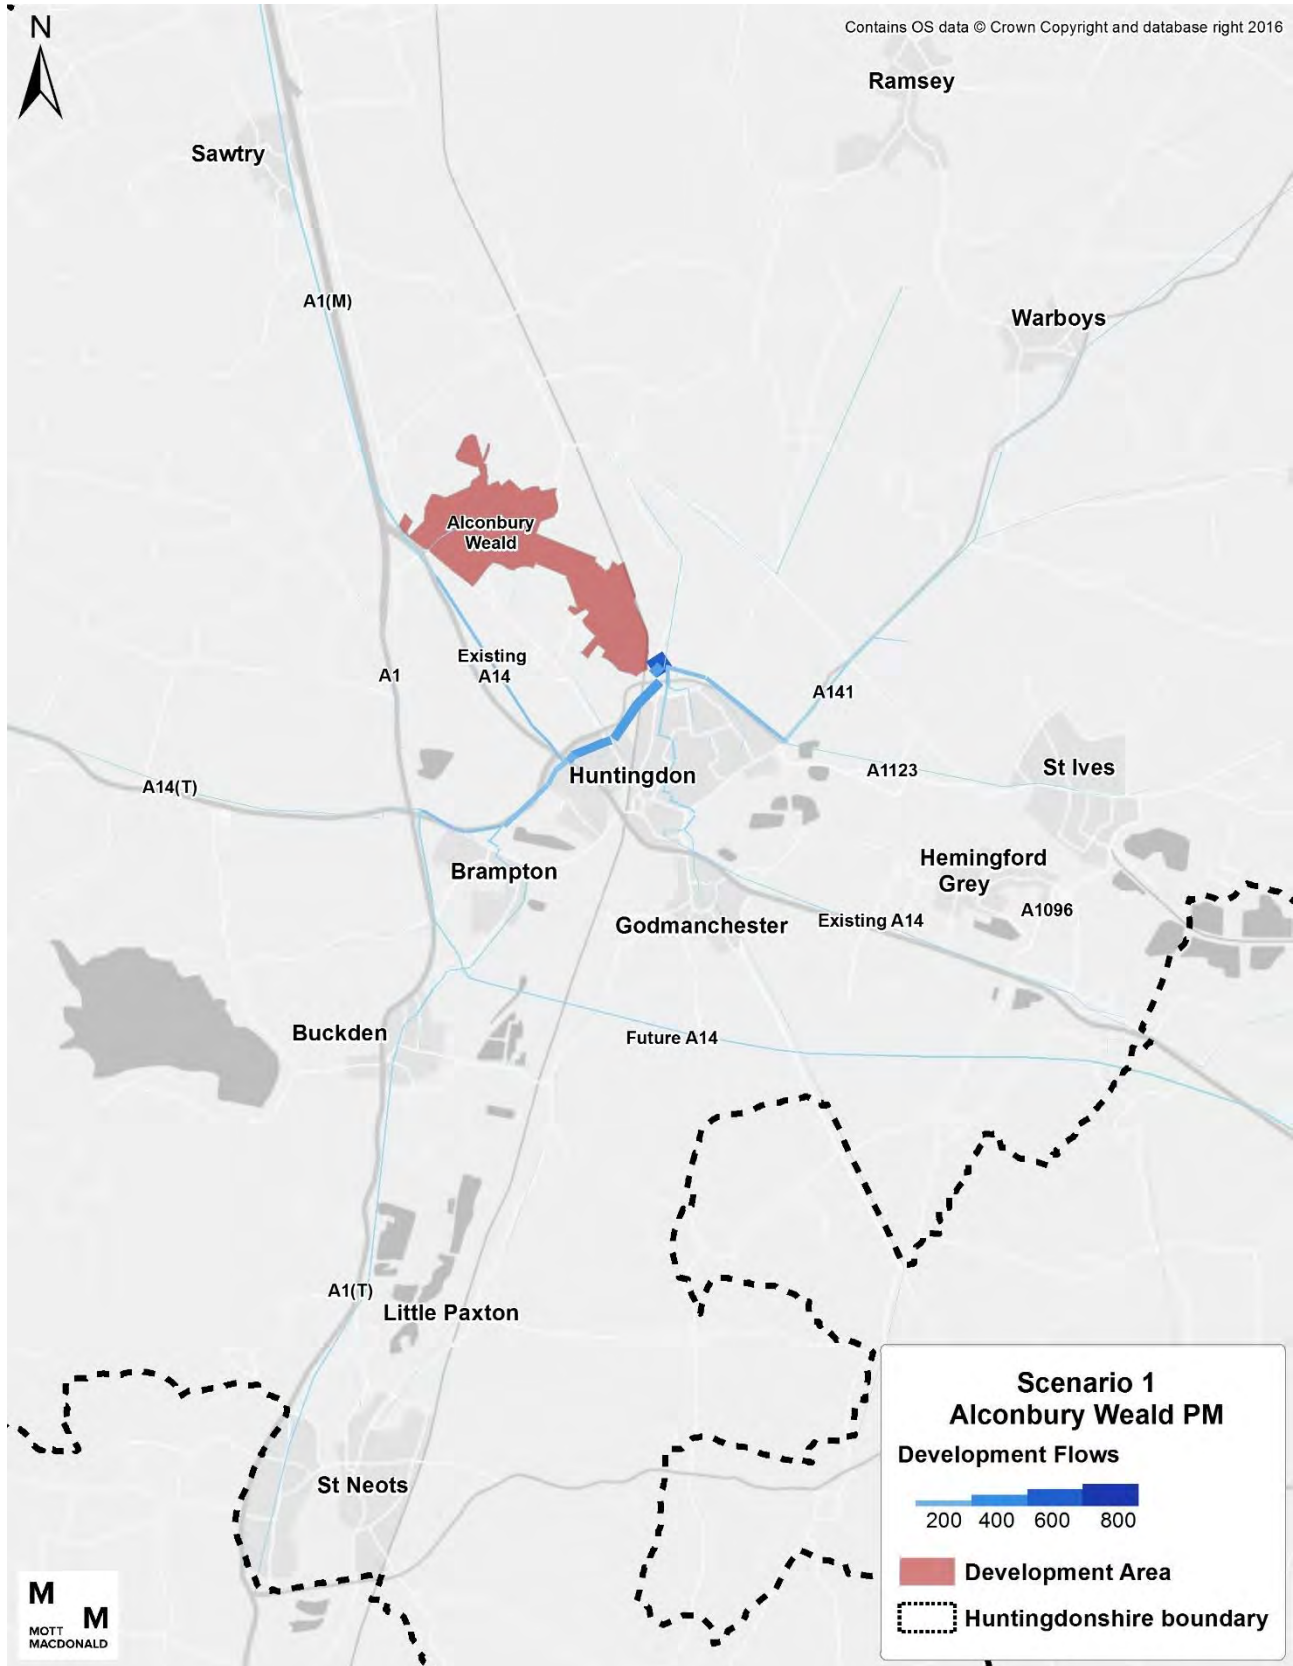 N
Contains OS data © Crown Copyright and database right 2016
Ramsey
Sawtry
A1(M)
Warboys
Alconbury
Weald
Existing
A14
A1
A141
Huntingdon
A1123
St Ives
A14(T)
Brampton
Hemingford
Grey
A1096
Godmanchester
Existing A14
Buckden
Future A14
A1(T)
Little Paxton
St Neots
Scenario 1
Alconbury Weald PM
Development Flows
200 400 600 800
Development Area
Huntingdonshire boundary
M
M
MOTT
MACDONALD